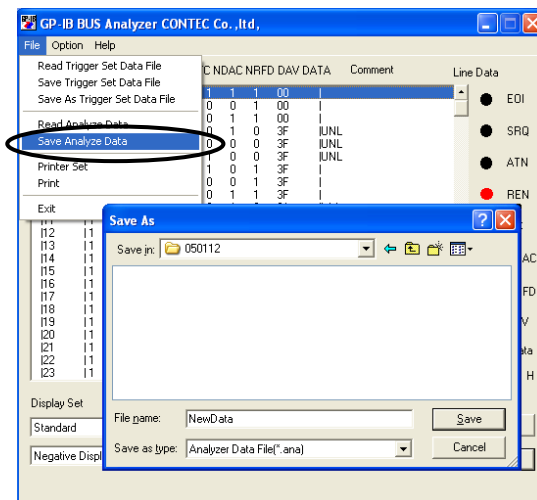 GP-IB BUS Analyzer CONTEC Co. ,ltd,
File Option Help
Read Trigger Set Data File
Save Trigger Set Data File
Save As Trigger Set Data File
Read Analyze Data
Save Analyze Data
Printer Set
Print
Exit
C NDAC NRFD DAV DATA Comment Line Data
1 1 1 00 |
0 0 1 00 |
0 1 1 00 |
0 1 0 3F |UNL
0 0 0 3F |UNL
0 0 0 3F |UNL
1 0 1 3F |
0 0 1 3F |
0 1 1 3F |
EOI
SRQ
ATN
REN
AC
FD
V
ata
H
|12 |1
|13 |1
|14 |1
|15 |1
|16 |1
|17 |1
|18 |1
|19 |1
|20 |1
|21 |1
|22 |1
|23 |1
Display Set
Standard
Negative Displ
Save As
Save in: 050112
File name: NewData Save
Save as type: Analyzer Data File(*.ana) Cancel